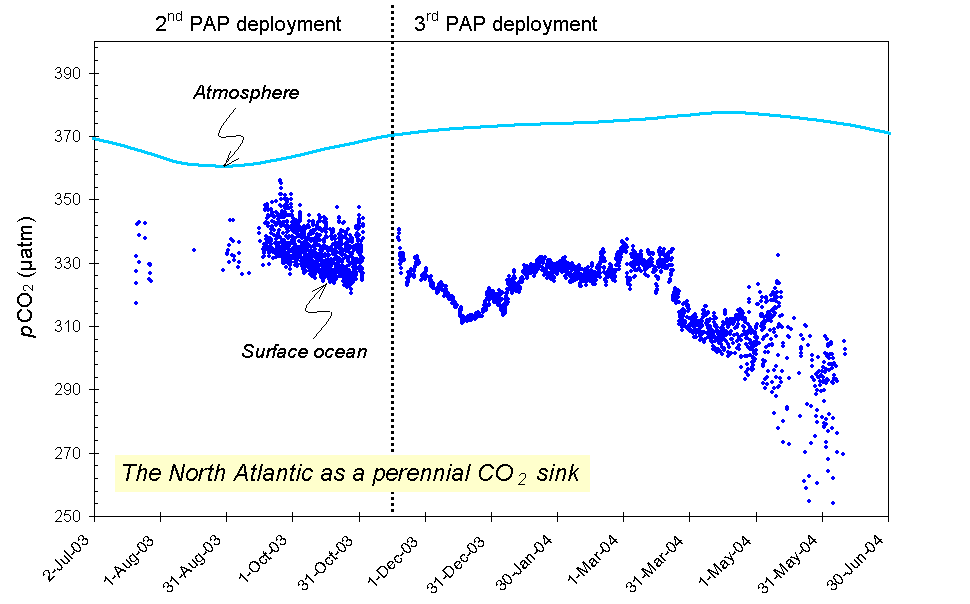 2nd PAP deployment
3rd PAP deployment
390
370
350
330
310
290
270
250
pCO2 (µatm)
Atmosphere
Surface ocean
The North Atlantic as a perennial CO2 sink
2-Jul-03
1-Aug-03
31-Aug-03
1-Oct-03
31-Oct-03
1-Dec-03
31-Dec-03
30-Jan-04
1-Mar-04
31-Mar-04
1-May-04
31-May-04
30-Jun-04